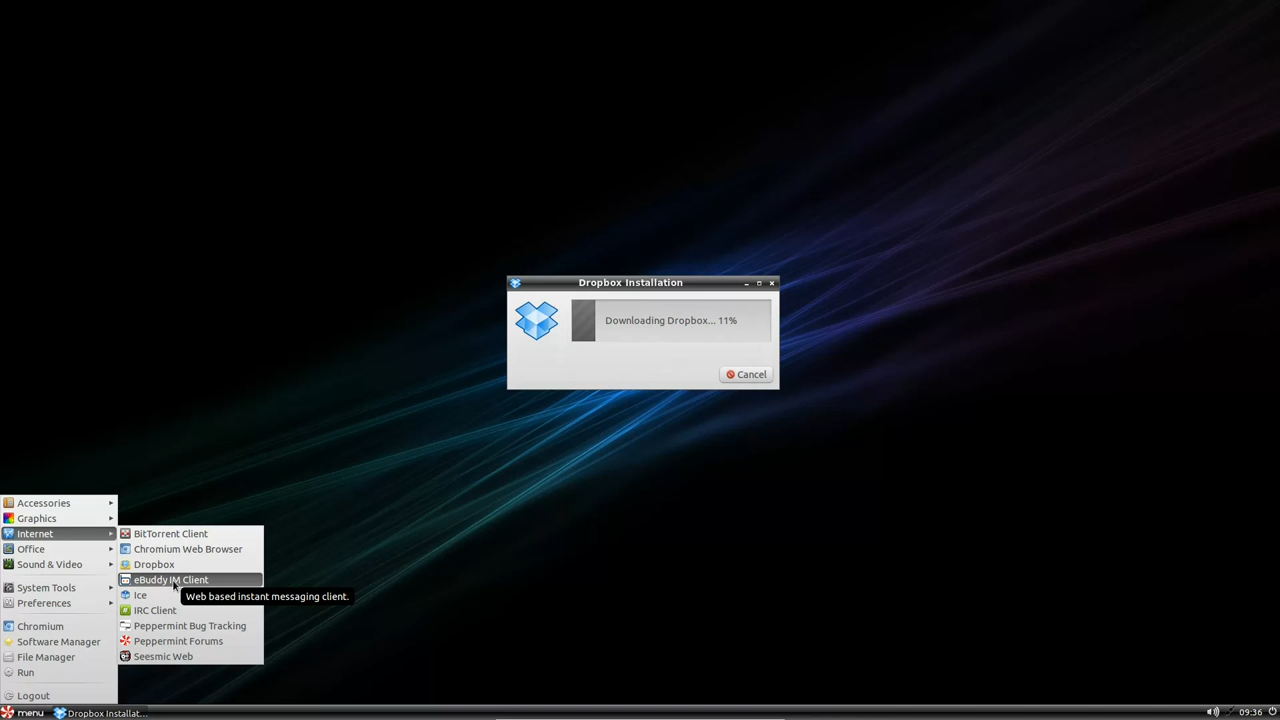 Dropbox Installation
Downloading Dropbox... 11%
Cancel
Accessories
Graphics
Internet
Office
Sound & Video
System Tools
Preferences
Chromium
Software Manager
File Manager
Run
Logout
BitTorrent Client
Chromium Web Browser
Dropbox
eBuddy IM Client
Web based instant messaging client.
Ice
IRC Client
Peppermint Bug Tracking
Peppermint Forums
Seesmic Web
menu
Dropbox Installat...
09:36